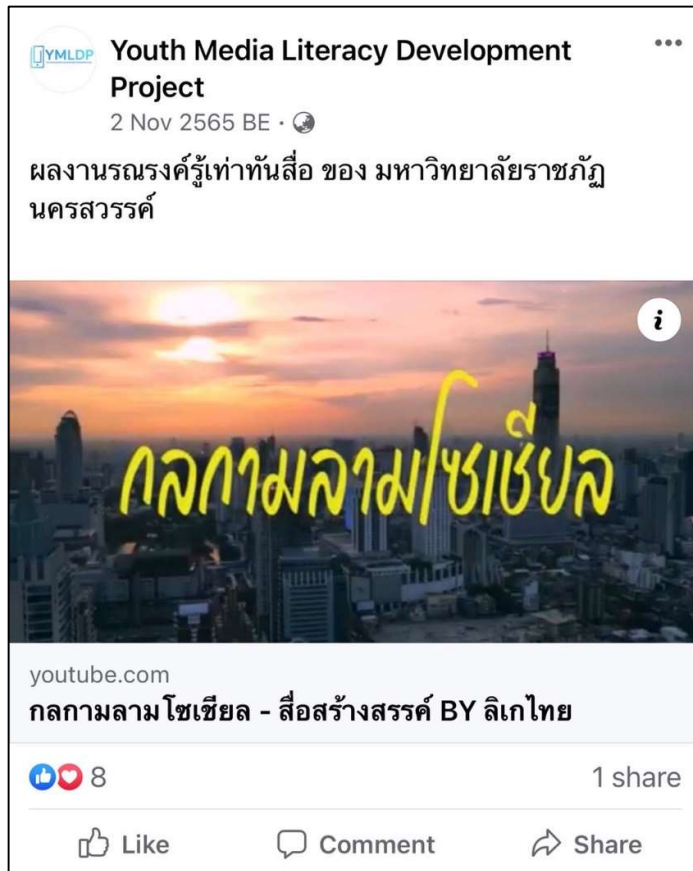 YMLDP
Youth Media Literacy Development
Project
2 Nov 2565 BE ·
ผลงานรณรงค์รู้เท่าทันสื่อ ของ มหาวิทยาลัยราชภัฏ
นครสวรรค์
i
กลกามลามโซเชียล
youtube.com
กลกามลามโซเชียล - สื่อสร้างสรรค์ BY ลิเกไทย
8
1 share
Like
Comment
Share